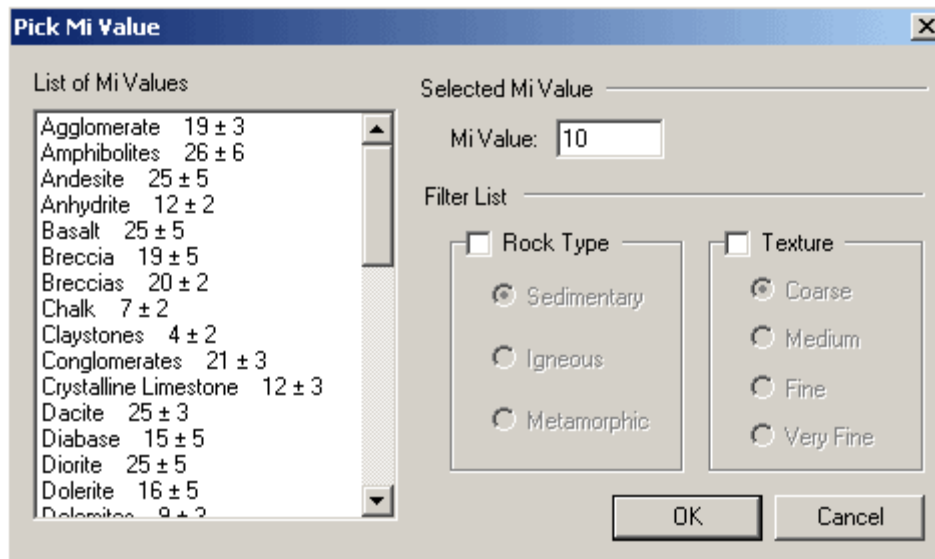 Pick Mi Value
List of Mi Values
Agglomerate 19 ± 3
Amphibolites 26 ± 6
Andesite 25 ± 5
Anhydrite 12 ± 2
Basalt 25 ± 5
Breccia 19 ± 5
Breccias 20 ± 2
Chalk 7 ± 2
Claystones 4 ± 2
Conglomerates 21 ± 3
Crystalline Limestone 12 ± 3
Dacite 25 ± 3
Diabase 15 ± 5
Diorite 25 ± 5
Dolerite 16 ± 5
Dolomites 9 ± 3
Selected Mi Value
Mi Value: 10
Filter List
Rock Type
Sedimentary
Igneous
Metamorphic
Texture
Coarse
Medium
Fine
Very Fine
OK
Cancel